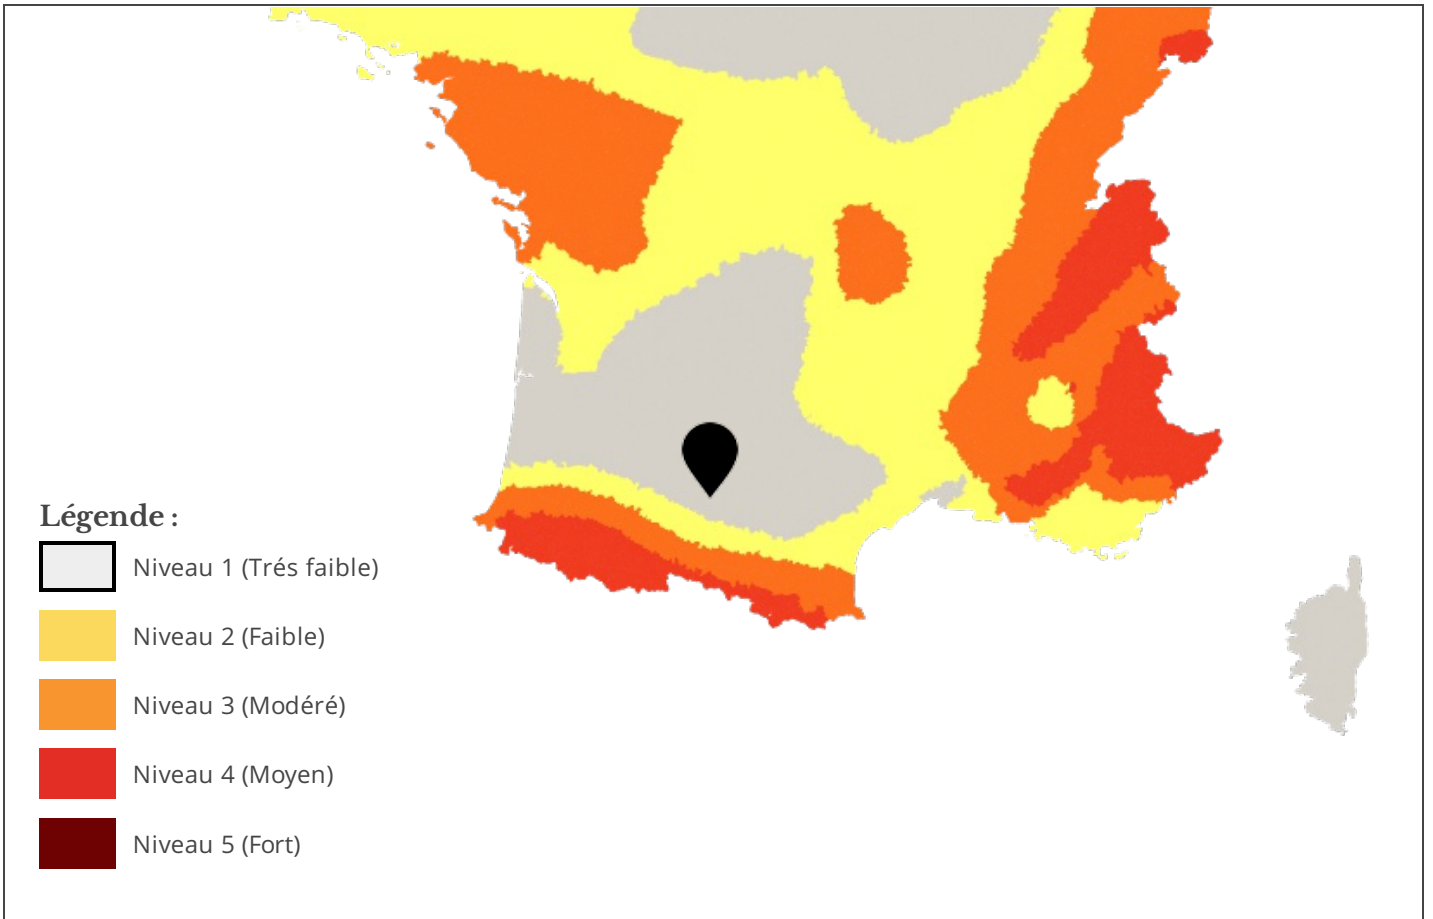 Légende :
Niveau 1 (Trés faible)
Niveau 2 (Faible)
Niveau 3 (Modéré)
Niveau 4 (Moyen)
Niveau 5 (Fort)